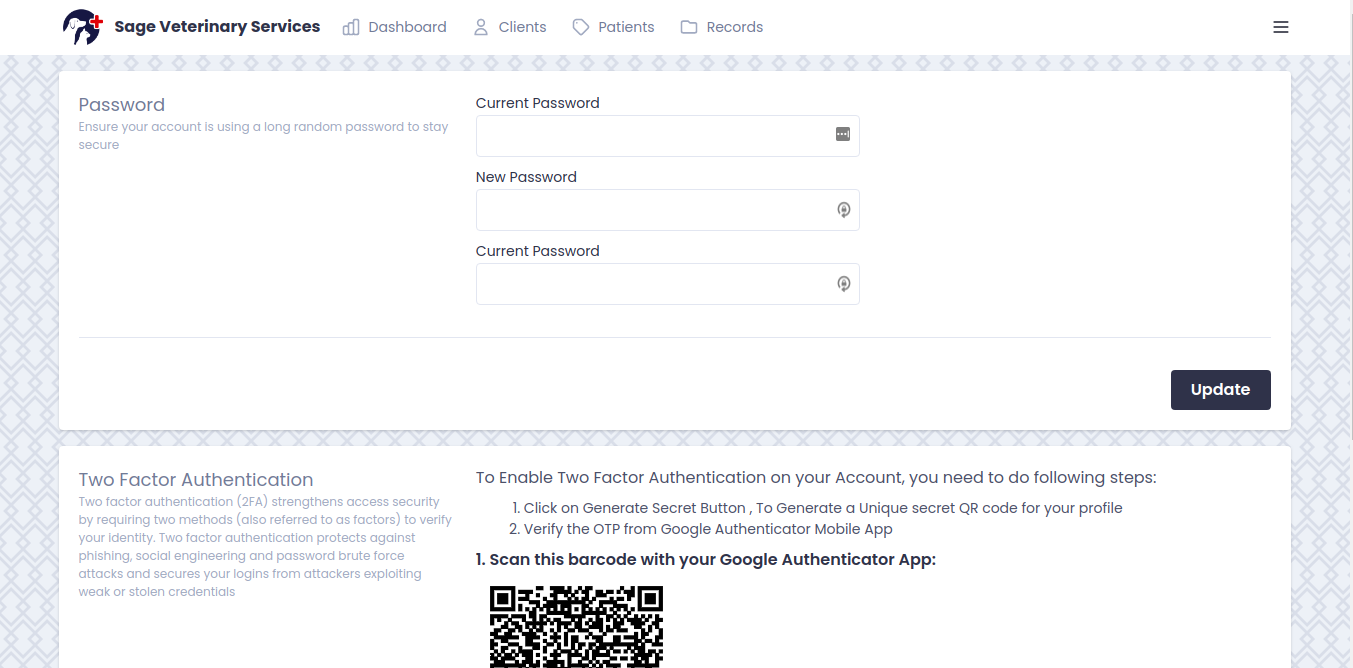 Sage Veterinary Services
Dashboard
Clients
Patients
Records
Password
Ensure your account is using a long random password to stay
secure
Current Password
New Password
Current Password
Update
Two Factor Authentication
Two factor authentication (2FA) strengthens access security
by requiring two methods (also referred to as factors) to verify
your identity. Two factor authentication protects against
phishing, social engineering and password brute force
attacks and secures your logins from attackers exploiting
weak or stolen credentials
To Enable Two Factor Authentication on your Account, you need to do following steps:
1. Click on Generate Secret Button , To Generate a Unique secret QR code for your profile
2. Verify the OTP from Google Authenticator Mobile App
1. Scan this barcode with your Google Authenticator App: